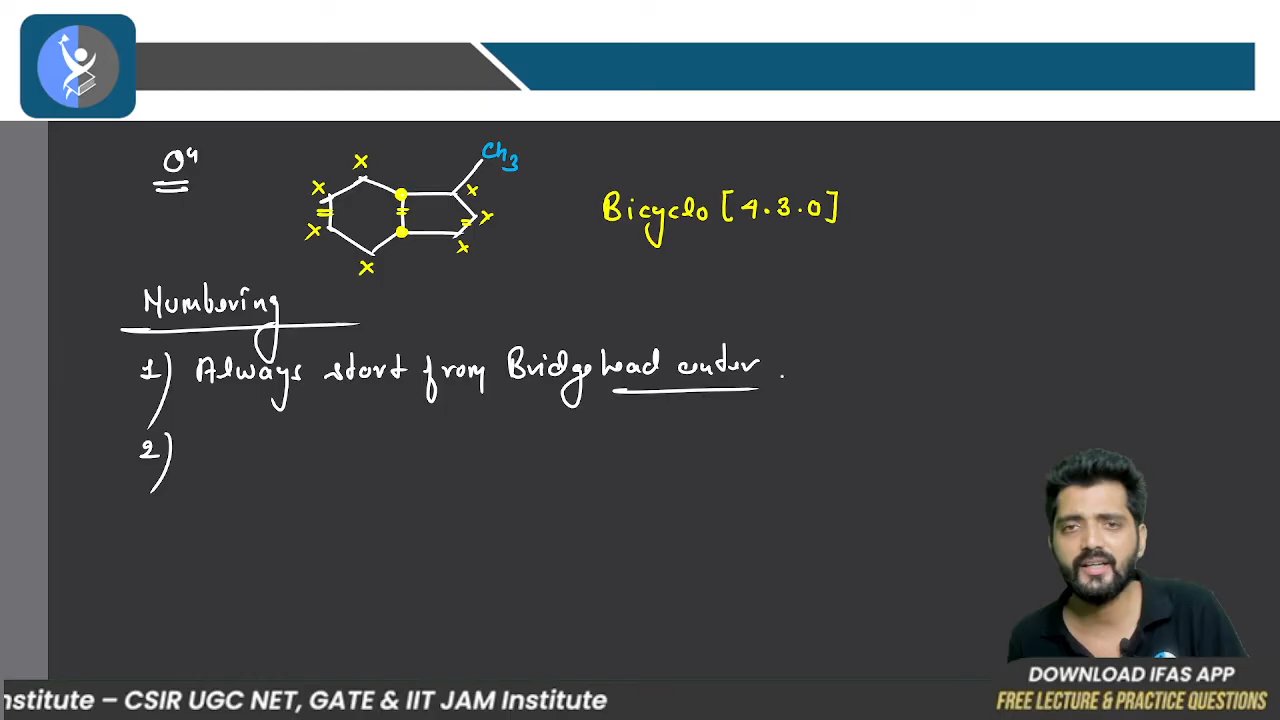 Q4
CH3
Bicyclo [4.3.0]
Numbering
1) Always start from Bridgehead center.
2)
nstitute – CSIR UGC NET, GATE & IIT JAM Institute
DOWNLOAD IFAS APP
FREE LECTURE & PRACTICE QUESTIONS